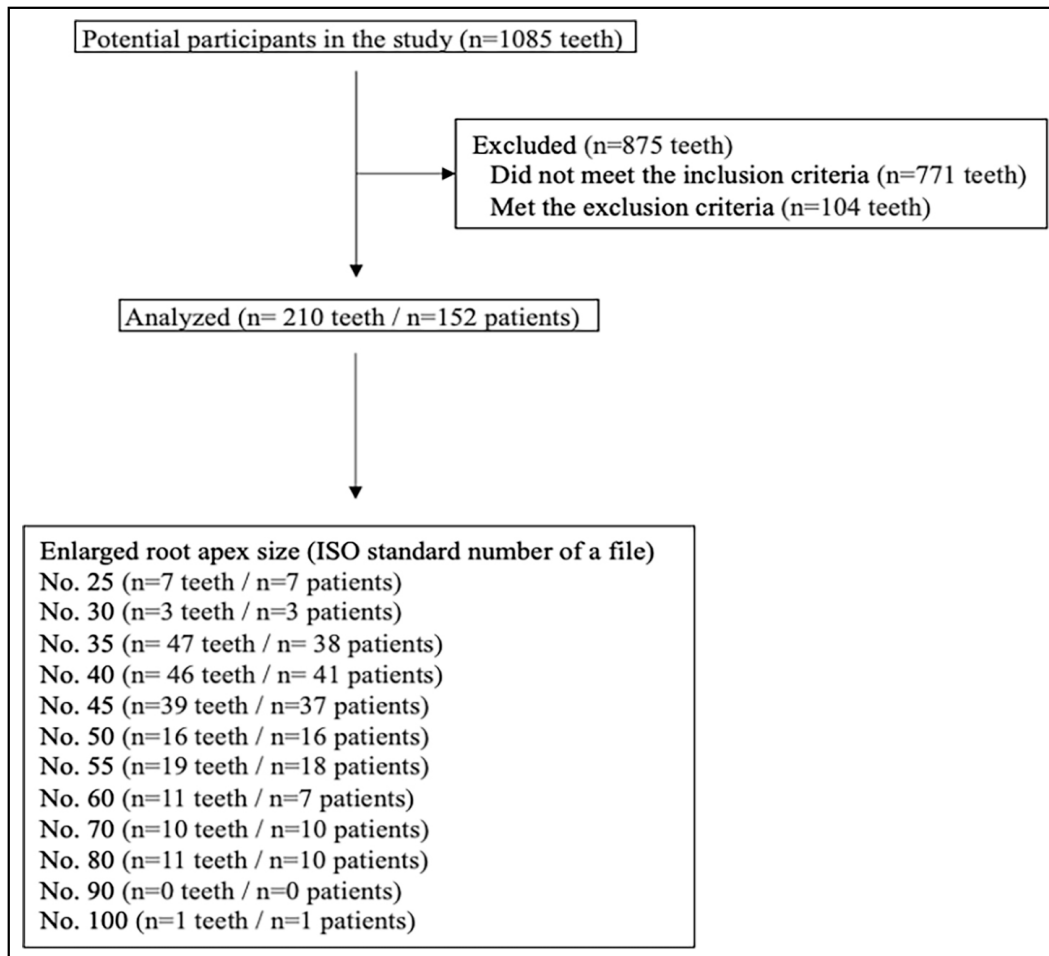 Potential participants in the study (n=1085 teeth)
Excluded (n=875 teeth)
Did not meet the inclusion criteria (n=771 teeth)
Met the exclusion criteria (n=104 teeth)
Analyzed (n= 210 teeth / n=152 patients)
Enlarged root apex size (ISO standard number of a file)
No. 25 (n=7 teeth / n=7 patients)
No. 30 (n=3 teeth / n=3 patients)
No. 35 (n= 47 teeth / n= 38 patients)
No. 40 (n= 46 teeth / n= 41 patients)
No. 45 (n=39 teeth / n=37 patients)
No. 50 (n=16 teeth / n=16 patients)
No. 55 (n=19 teeth / n=18 patients)
No. 60 (n=11 teeth / n=7 patients)
No. 70 (n=10 teeth / n=10 patients)
No. 80 (n=11 teeth / n=10 patients)
No. 90 (n=0 teeth / n=0 patients)
No. 100 (n=1 teeth / n=1 patients)